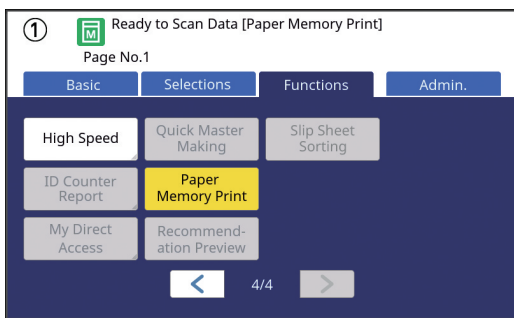 ①
M
Ready to Scan Data [Paper Memory Print]
Page No.1
Basic
Selections
Functions
Admin.
High Speed
Quick Master
Making
Slip Sheet
Sorting
ID Counter
Report
Paper
Memory Print
My Direct
Access
Recommend-
ation Preview
<
4/4
>